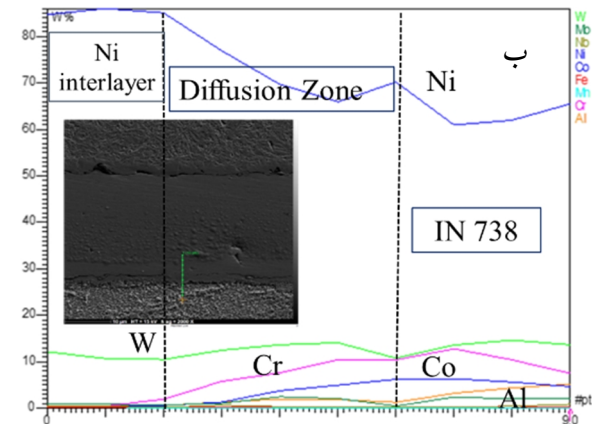 W%
80
70
60
50
40
30
20
10
0
Ni
interlayer
Diffusion Zone
Ni
ب
IN 738
W
Cr
Co
Al
W
Mo
Nb
Ni
Co
Fe
Mn
Cr
Al
#pt
0
90